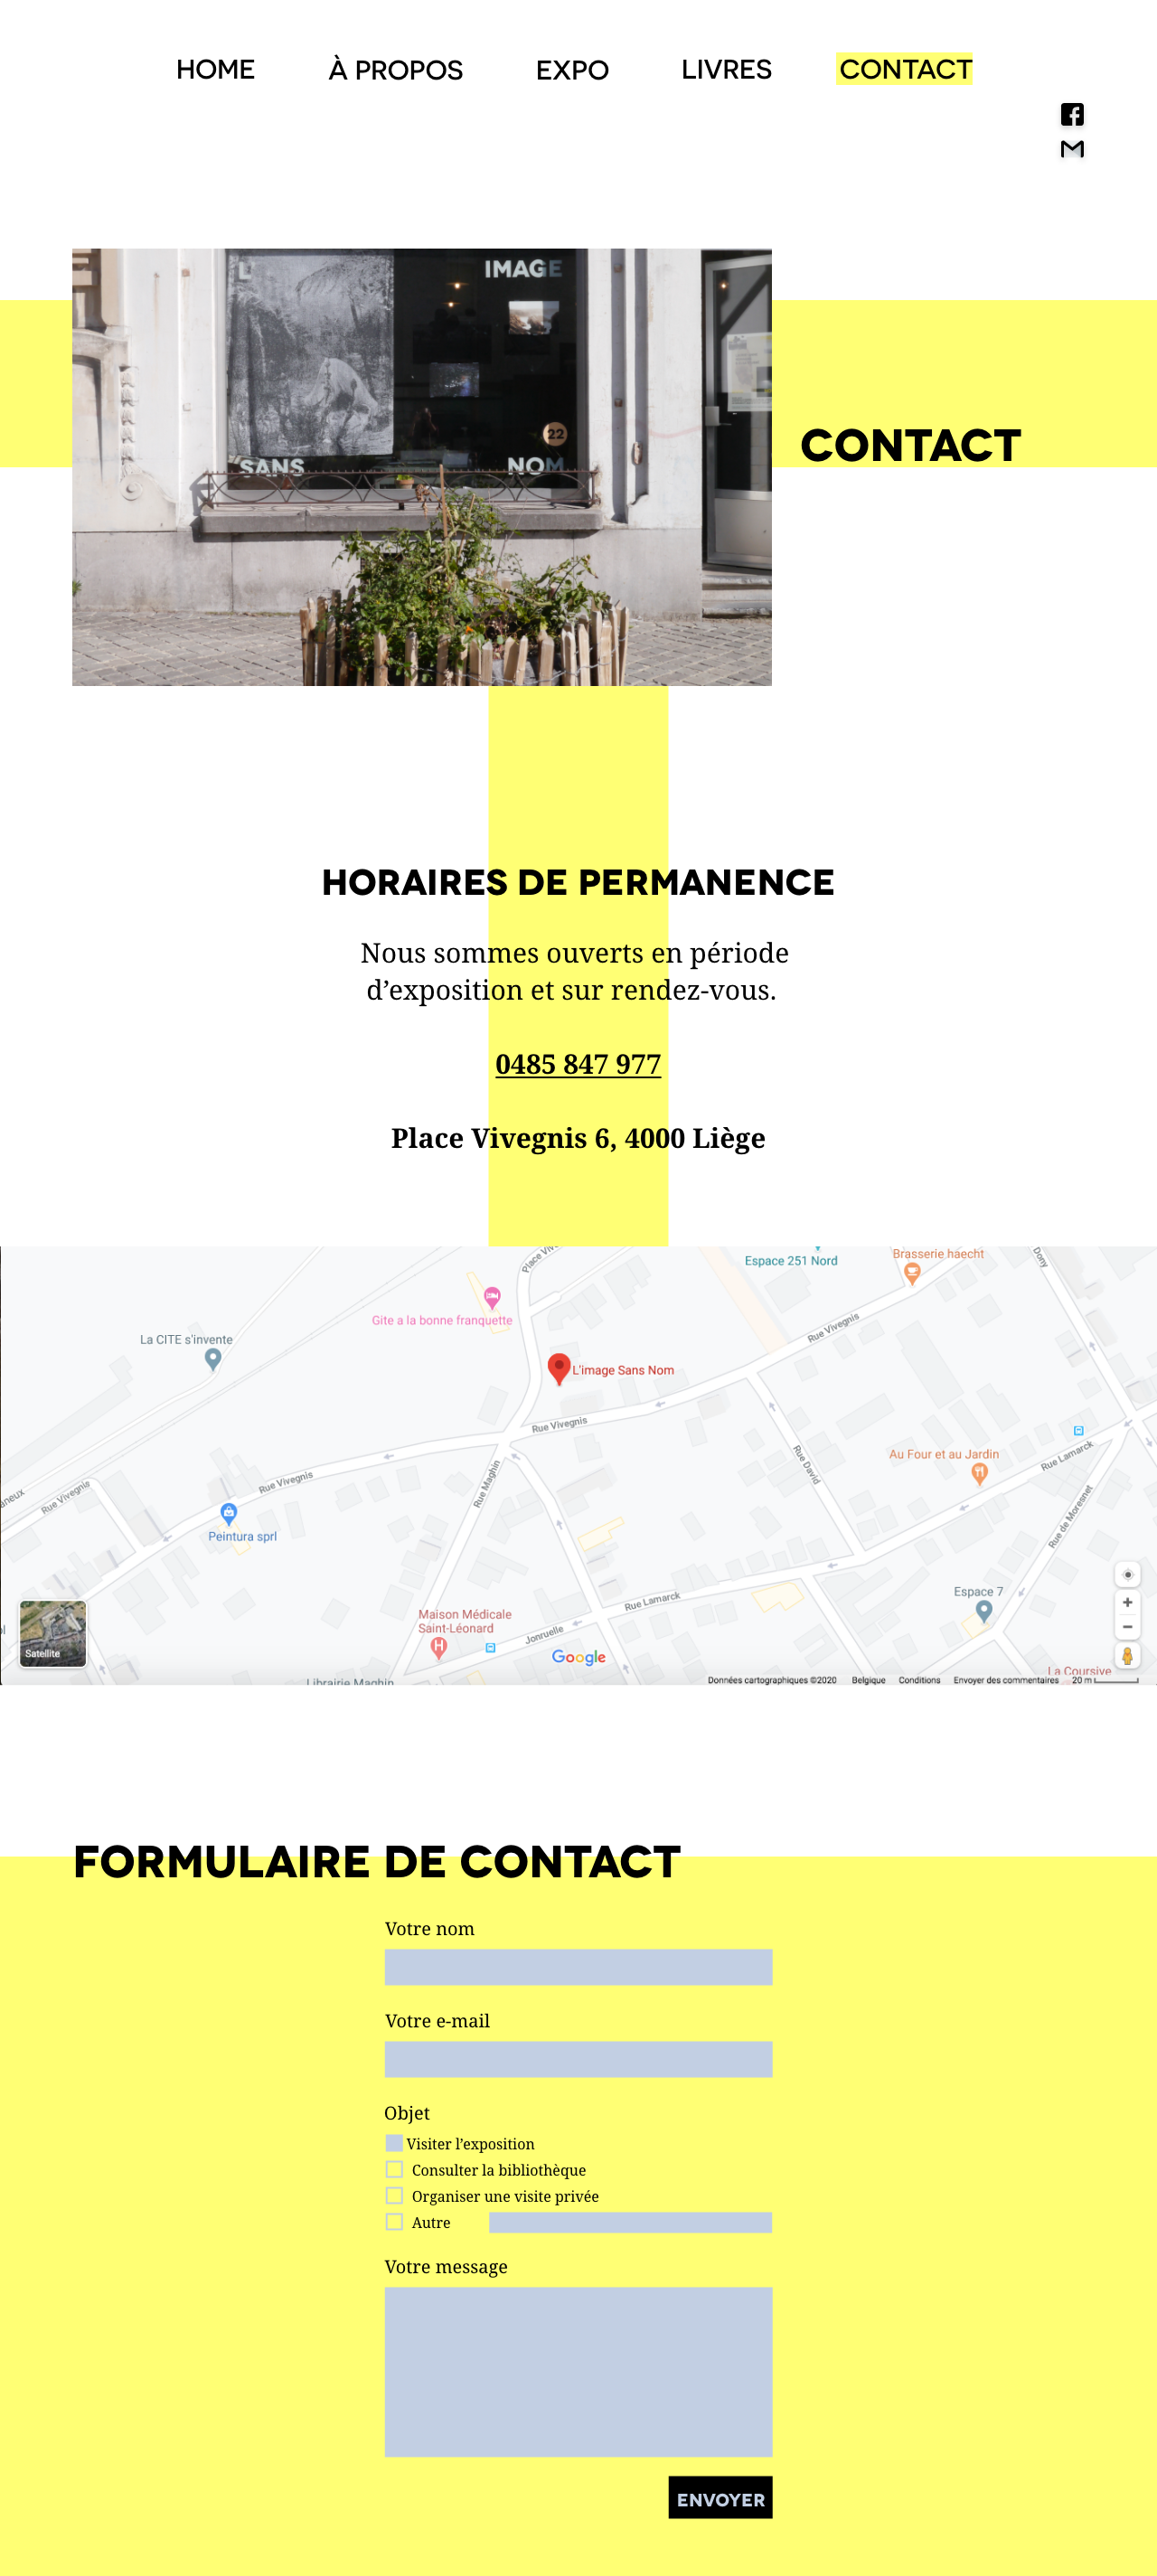 HOME
À PROPOS
EXPO
LIVRES
CONTACT
L'
IMAGE
22
SANS
NOM
CONTACT
HORAIRES DE PERMANENCE
Nous sommes ouverts en période
d’exposition et sur rendez-vous.
0485 847 977
Place Vivegnis 6, 4000 Liège
Espace 251 Nord
Brasserie haecht
Dony
Gite a la bonne franquette
La CITE s'invente
Rue Vivegnis
L'image Sans Nom
Rue Vivegnis
Au Four et au Jardin
Rue Lamarck
Rue David
Rue Maghin
Rue Vivegnis
Rue Vivegnis
Rue de Moresnet
Peintura sprl
Espace 7
Rue Lamarck
Maison Médicale
Saint-Léonard
Jonruelle
Satellite
Google
La Coursive
Librairie Maghin
Données cartographiques ©2020 Belgique Conditions Envoyer des commentaires 20 m
FORMULAIRE DE CONTACT
Votre nom
Votre e-mail
Objet
Visiter l’exposition
Consulter la bibliothèque
Organiser une visite privée
Autre
Votre message
ENVOYER